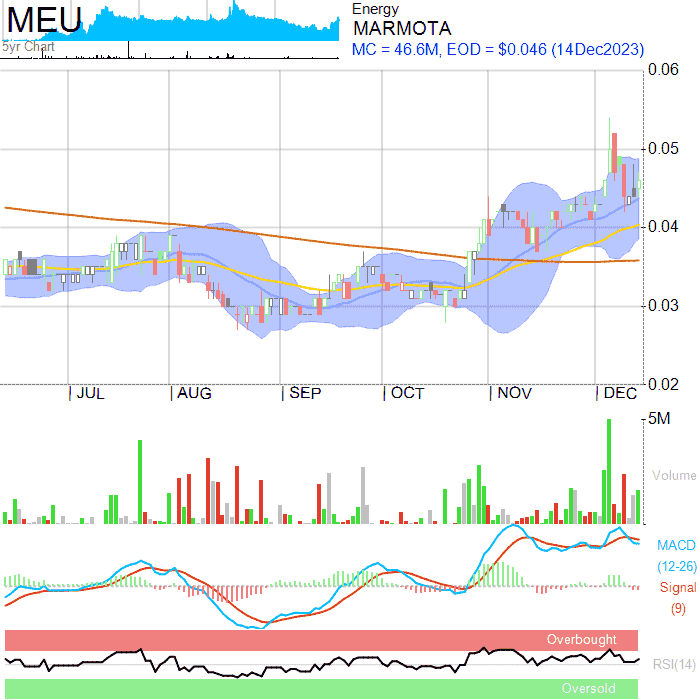 MEU
5yr Chart
Energy
MARMOTA
MC = 46.6M, EOD = $0.046 (14Dec2023)
0.06
0.05
0.04
0.03
0.02
JUL AUG SEP OCT NOV DEC
5M
Volume
MACD
(12-26)
Signal
(9)
Overbought
RSI(14)
Oversold